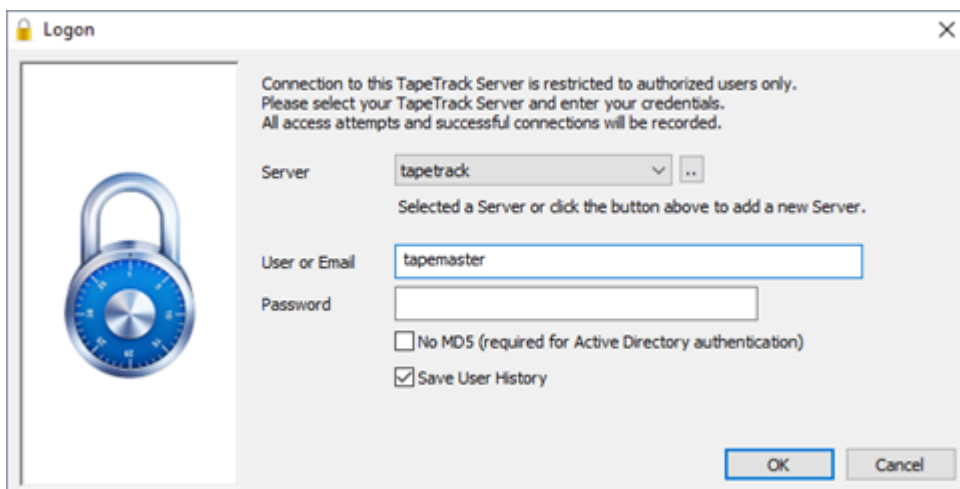 Logon
Connection to this TapeTrack Server is restricted to authorized users only.
Please select your TapeTrack Server and enter your credentials.
All access attempts and successful connections will be recorded.
Server
tapetrack
..
Selected a Server or click the button above to add a new Server.
User or Email
tapemaster
Password
No MD5 (required for Active Directory authentication)
Save User History
OK
Cancel